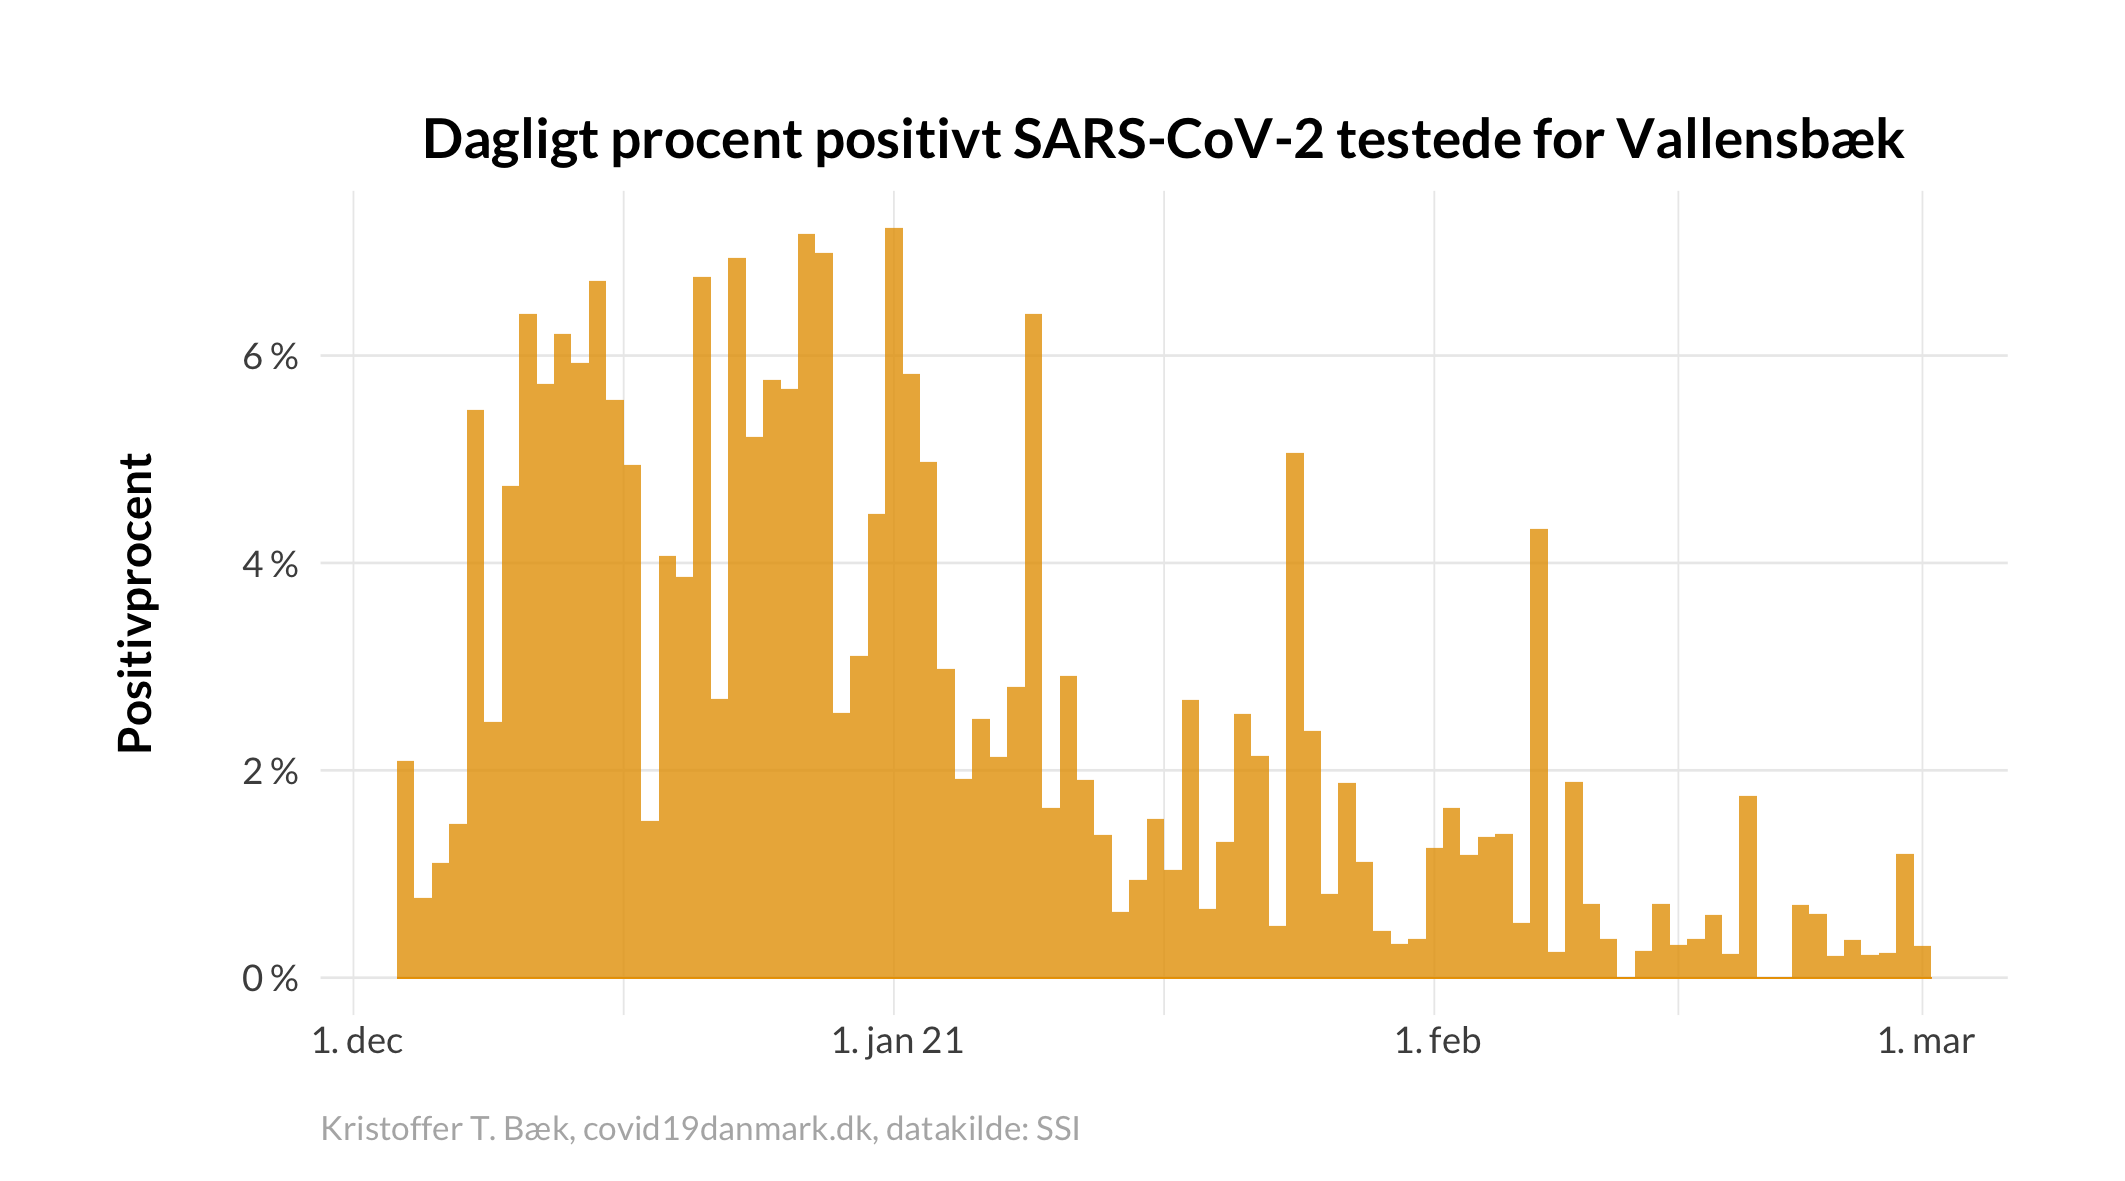 Dagligt procent positivt SARS-CoV-2 testede for Vallensbæk
Positivprocent
6 %
4 %
2 %
0 %
1. dec
1. jan 21
1. feb
1. mar
Kristoffer T. Bæk, covid19danmark.dk, datakilde: SSI